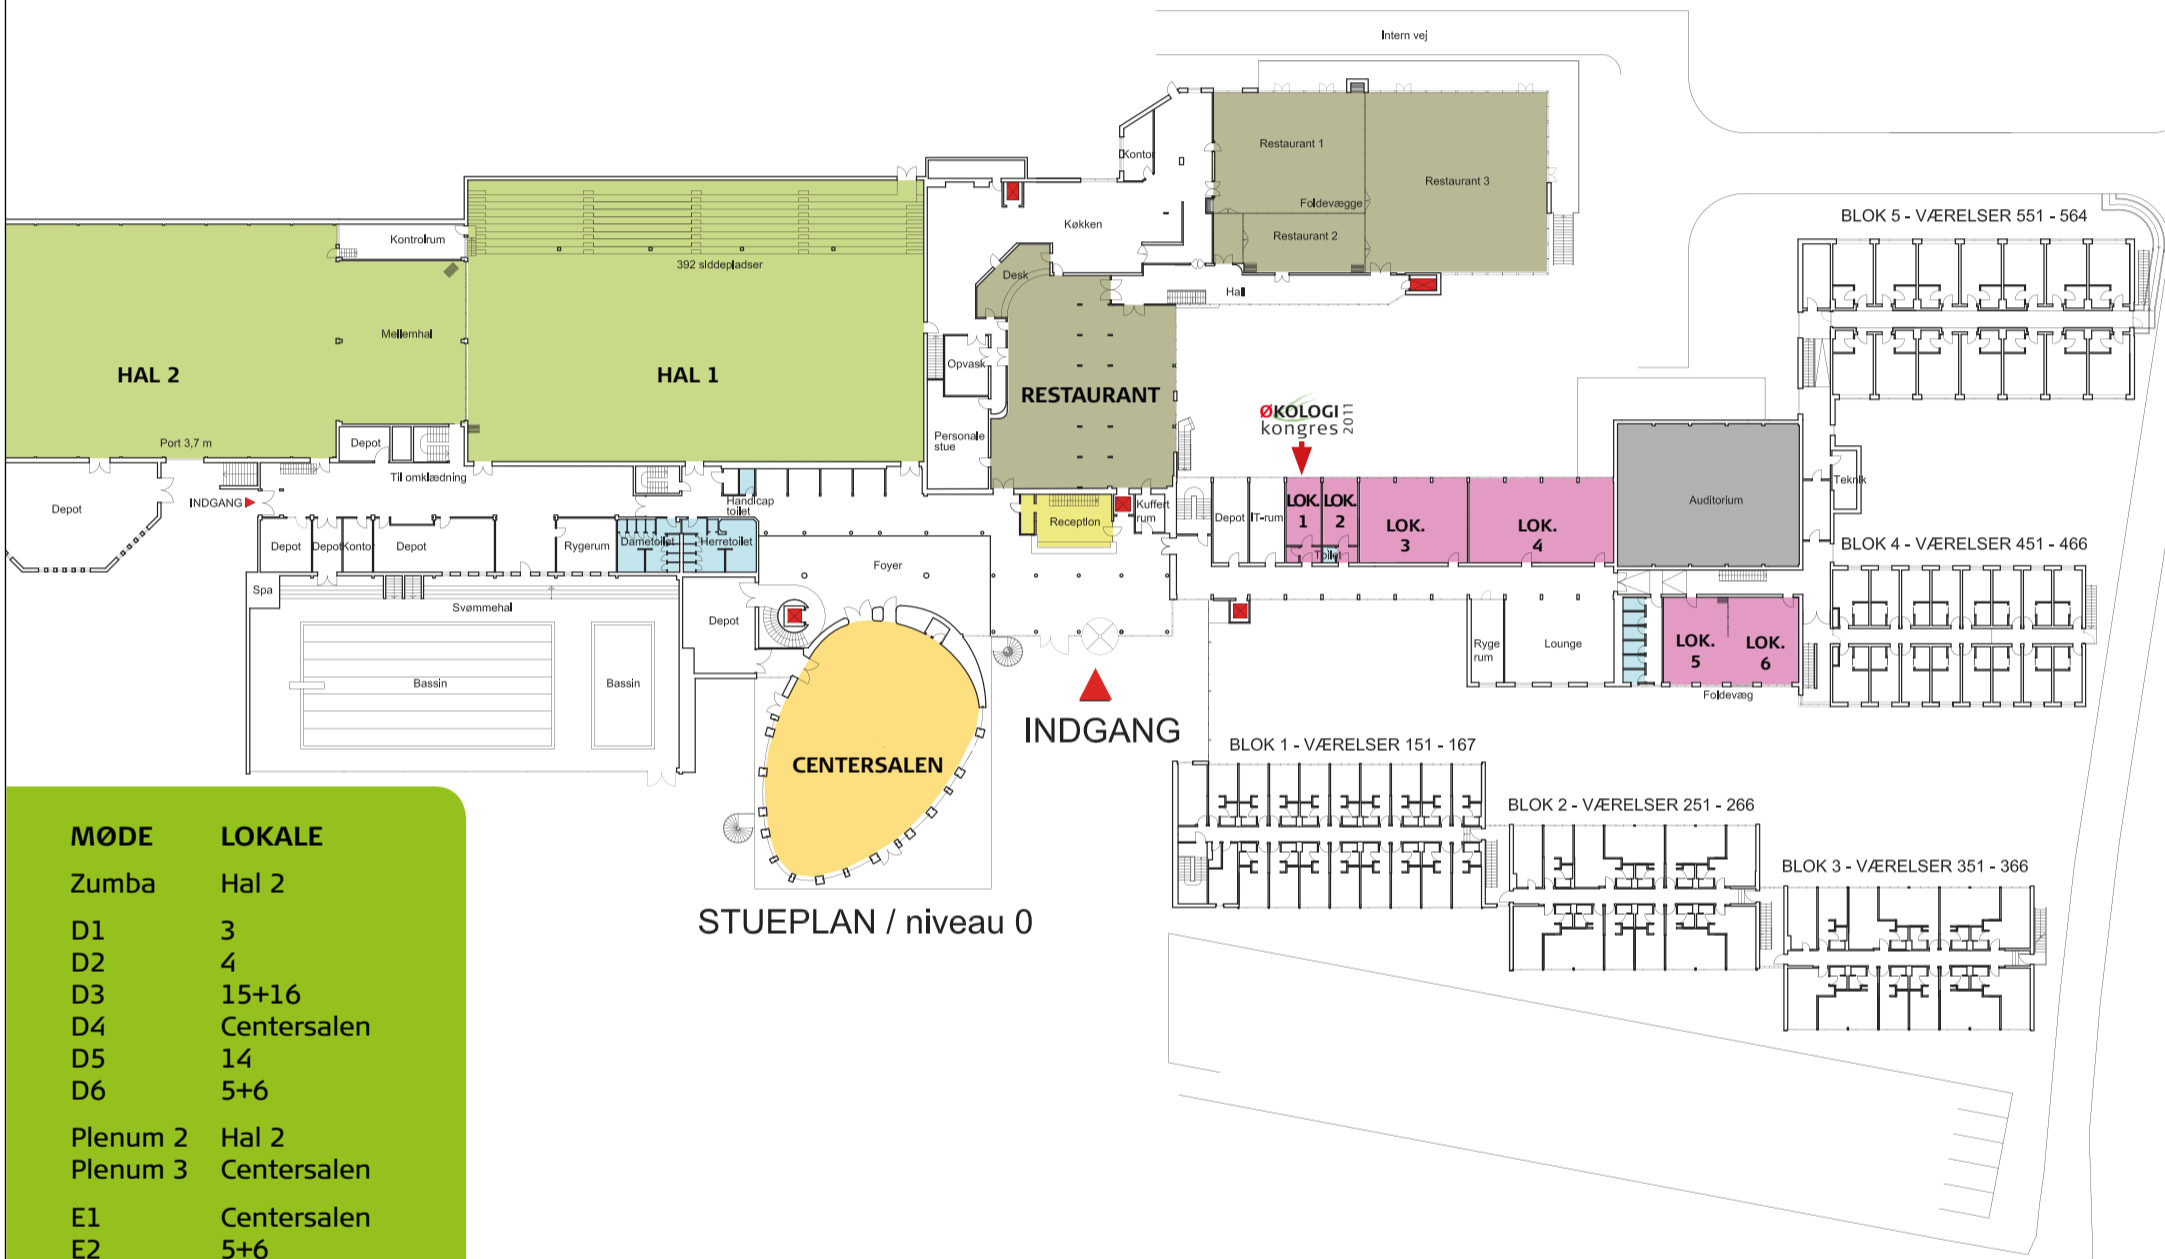 Intern vej
Kontor
Restaurant 1
Restaurant 3
Foldevægge
Restaurant 2
Køkken
Kontrolrum
392 siddepladser
Desk
Hall
Mellemhal
HAL 2
HAL 1
Opvask
RESTAURANT
Port 3,7 m
Depot
Personale
stue
Til omklædning
INDGANG
Depot
Handicap
toilet
Reception
Kuffert
rum
Depot
Depot
Kontor
Depot
Rygerum
Dametoilet
Herretoilet
Foyer
Spa
Svømmehal
Depot
Bassin
Bassin
CENTERSALEN
INDGANG
STUEPLAN / niveau 0
ØKOLOGI
kongres 2011
Depot
IT-rum
LOK.
1
LOK.
2
Toilet
LOK.
3
LOK.
4
Auditorium
Teknik
Ryge
rum
Lounge
LOK.
5
LOK.
6
Foldevæg
BLOK 5 - VÆRELSER 551 - 564
BLOK 4 - VÆRELSER 451 - 466
BLOK 1 - VÆRELSER 151 - 167
BLOK 2 - VÆRELSER 251 - 266
BLOK 3 - VÆRELSER 351 - 366
MØDE LOKALE
Zumba Hal 2
D1 3
D2 4
D3 15+16
D4 Centersalen
D5 14
D6 5+6
Plenum 2 Hal 2
Plenum 3 Centersalen
E1 Centersalen
E2 5+6